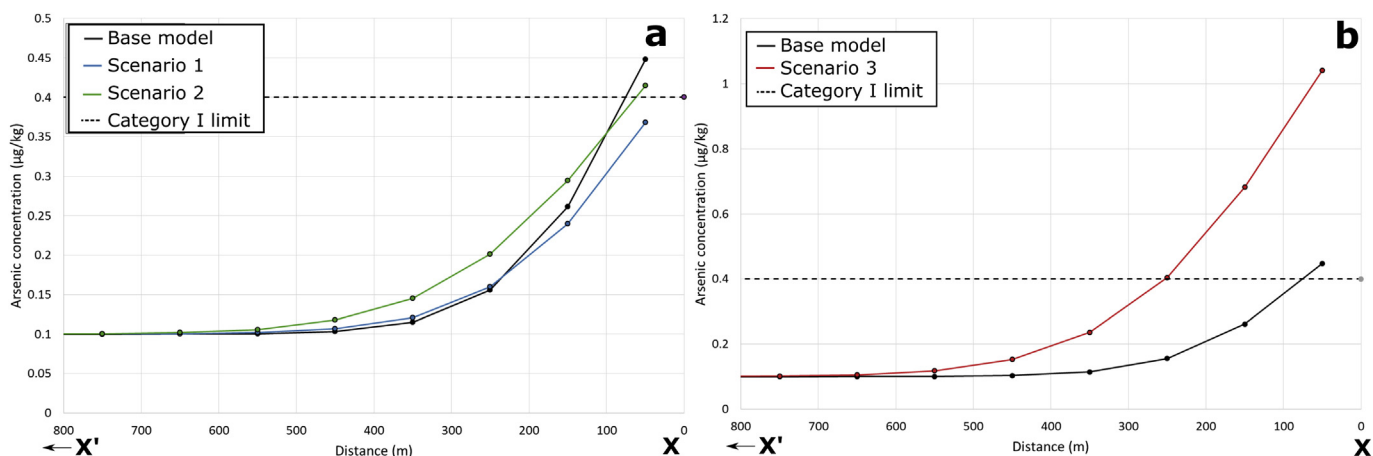 a
Base model
Scenario 1
Scenario 2
Category I limit
Arsenic concentration (µg/kg)
0.5
0.45
0.4
0.35
0.3
0.25
0.2
0.15
0.1
0.05
0
800 700 600 500 400 300 200 100 0
X' Distance (m) X
b
Base model
Scenario 3
Category I limit
Arsenic concentration (µg/kg)
1.2
1
0.8
0.6
0.4
0.2
0
800 700 600 500 400 300 200 100 0
X' Distance (m) X